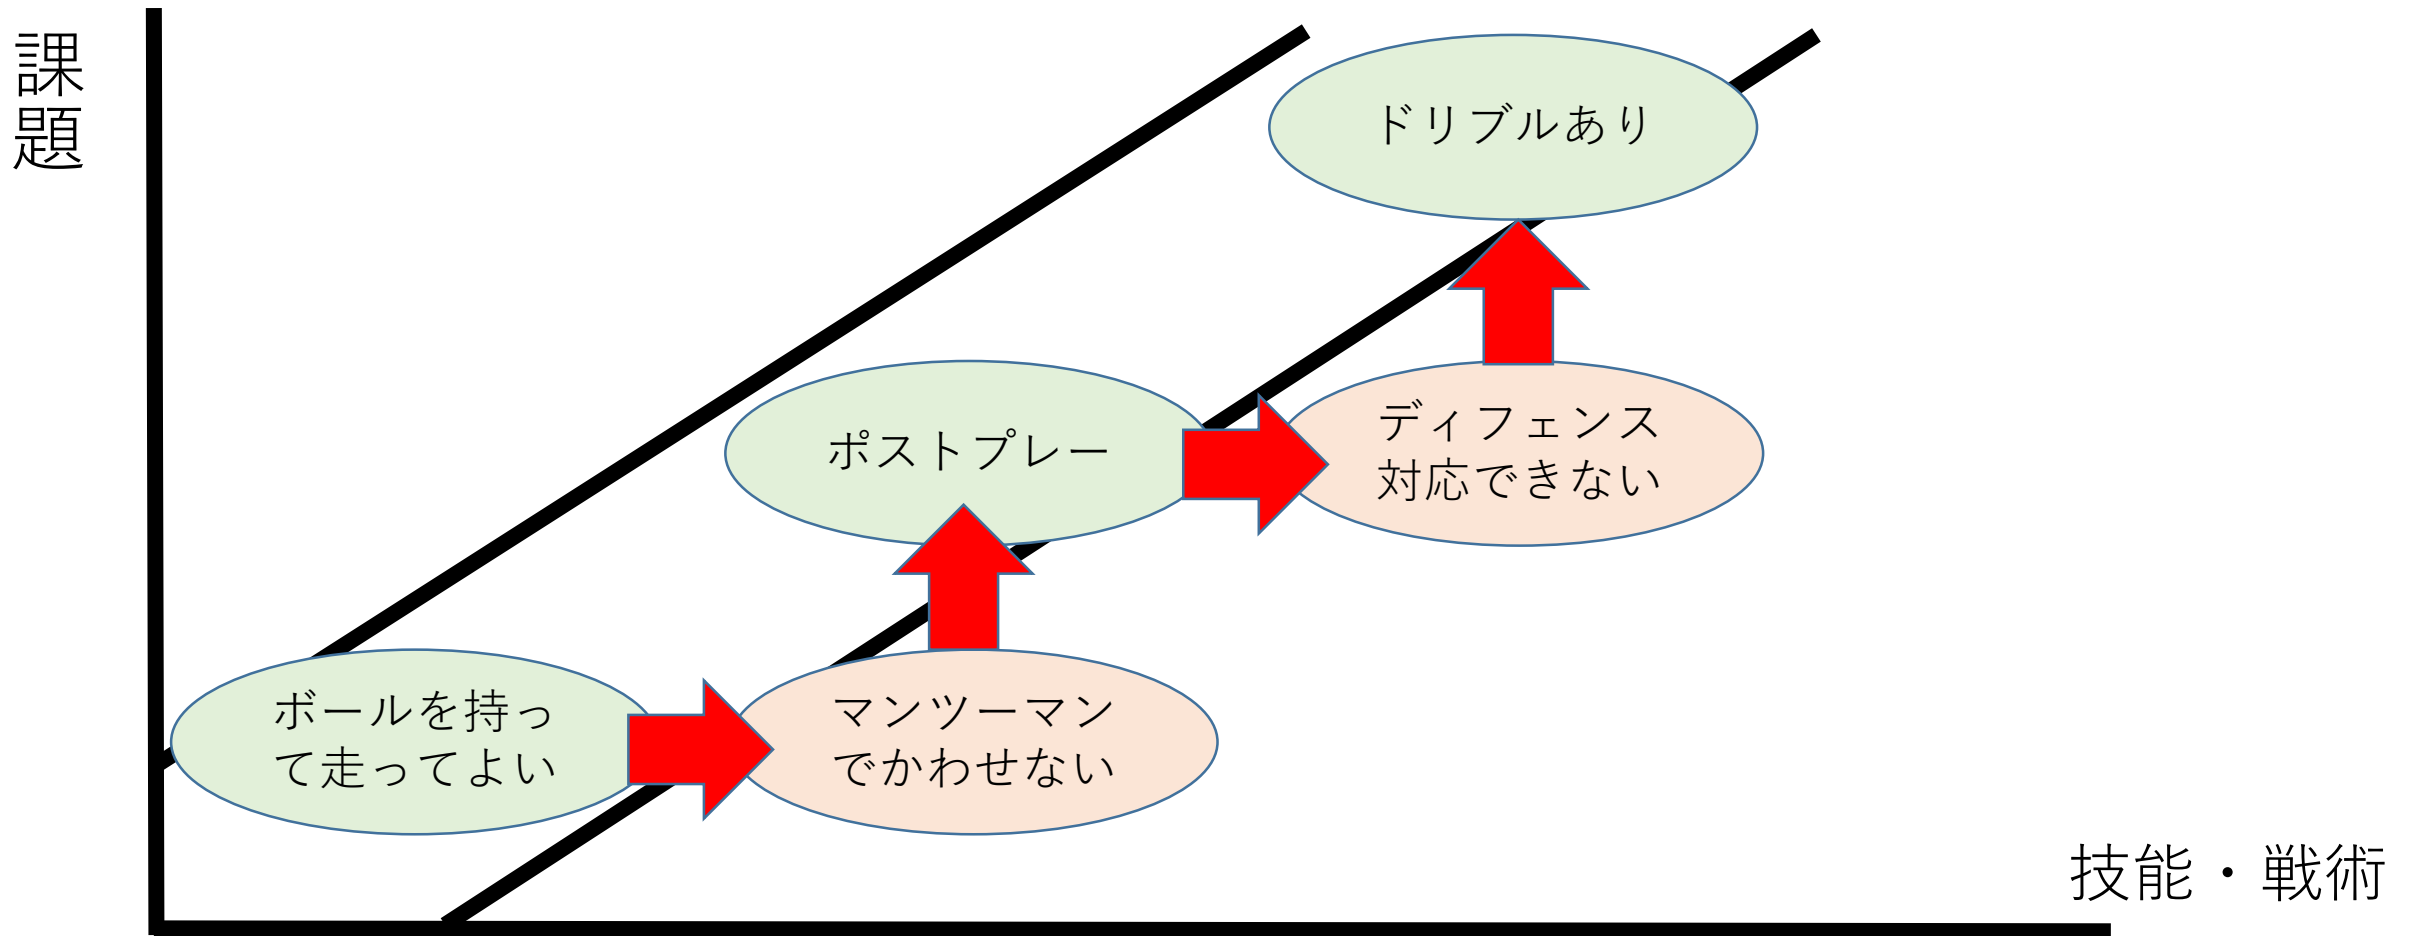 課題
ドリブルあり
ポストプレー
ディフェンス
対応できない
ボールを持っ
て走ってよい
マンツーマン
でかわせない
技能・戦術